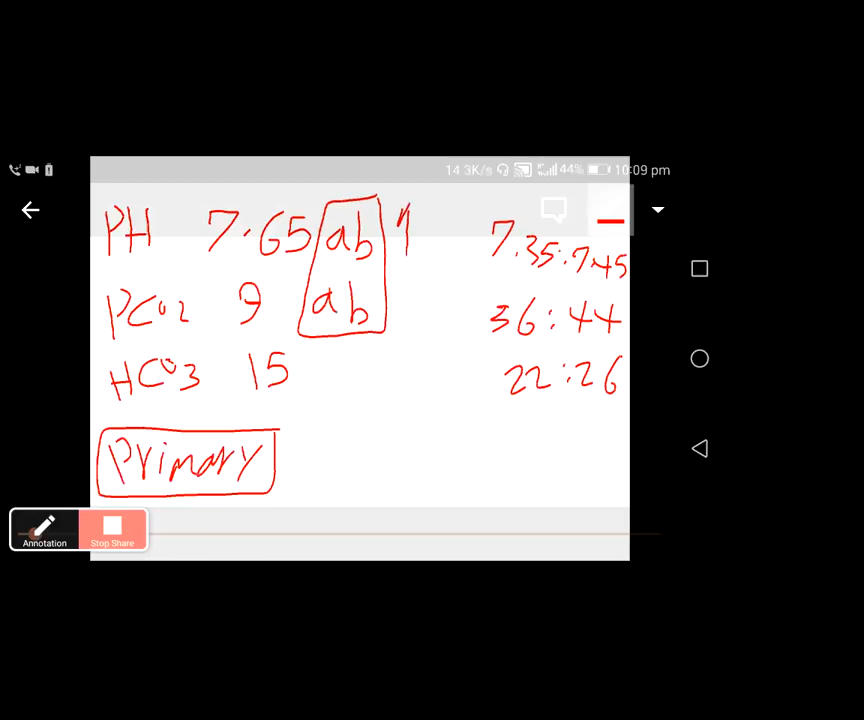 14.3K/s 44% 10:09 pm
PH 7.65 ab 7.35:7.45
PCO2 9 ab 36:44
HCO3 15 22:26
Primary
Annotation Stop Share